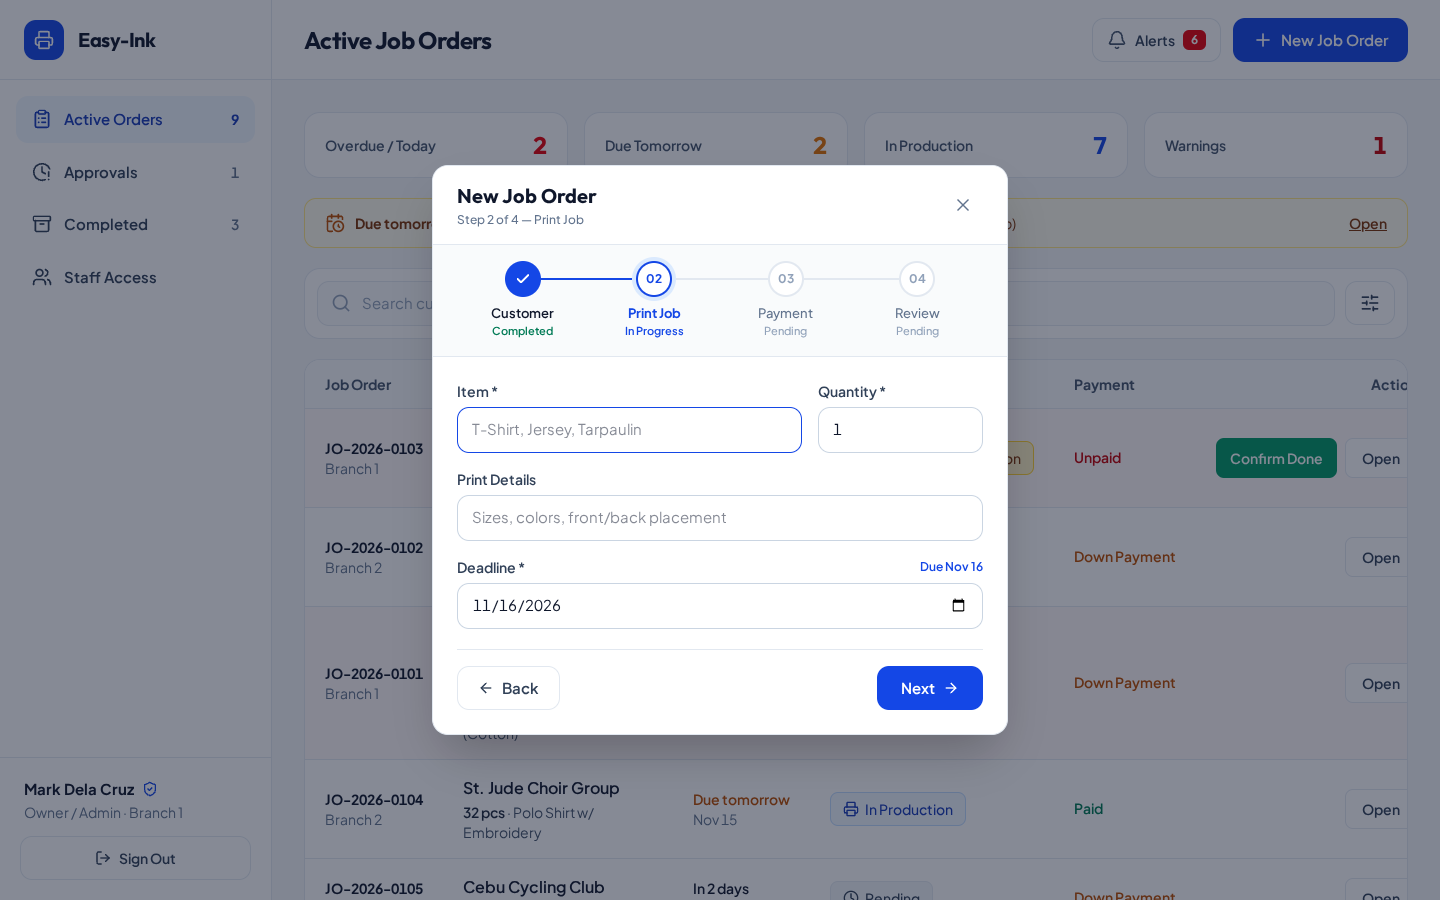 Easy-Ink
Active Orders 9
Approvals 1
Completed 3
Staff Access
Mark Dela Cruz
Owner / Admin · Branch 1
Sign Out
Active Job Orders
Alerts 6
New Job Order
Overdue / Today 2
Due Tomorrow 2
In Production 7
Warnings 1
Open
Job Order Payment
JO-2026-0103
Branch 1
Unpaid
Confirm Done
Open
JO-2026-0102
Branch 2
Down Payment
Open
JO-2026-0101
Branch 1
(Cotton)
Down Payment
Open
JO-2026-0104
Branch 2
St. Jude Choir Group
32 pcs · Polo Shirt w/
Embroidery
Due tomorrow
Nov 15
In Production
Paid
Open
JO-2026-0105
Cebu Cycling Club
In 2 days
Pending
Down Payment
Open
New Job Order
Step 2 of 4 — Print Job
02 03 04
Customer Print Job Payment Review
Completed In Progress Pending Pending
Item * Quantity *
T-Shirt, Jersey, Tarpaulin 1
Print Details
Sizes, colors, front/back placement
Deadline * Due Nov 16
11/16/2026
Back Next